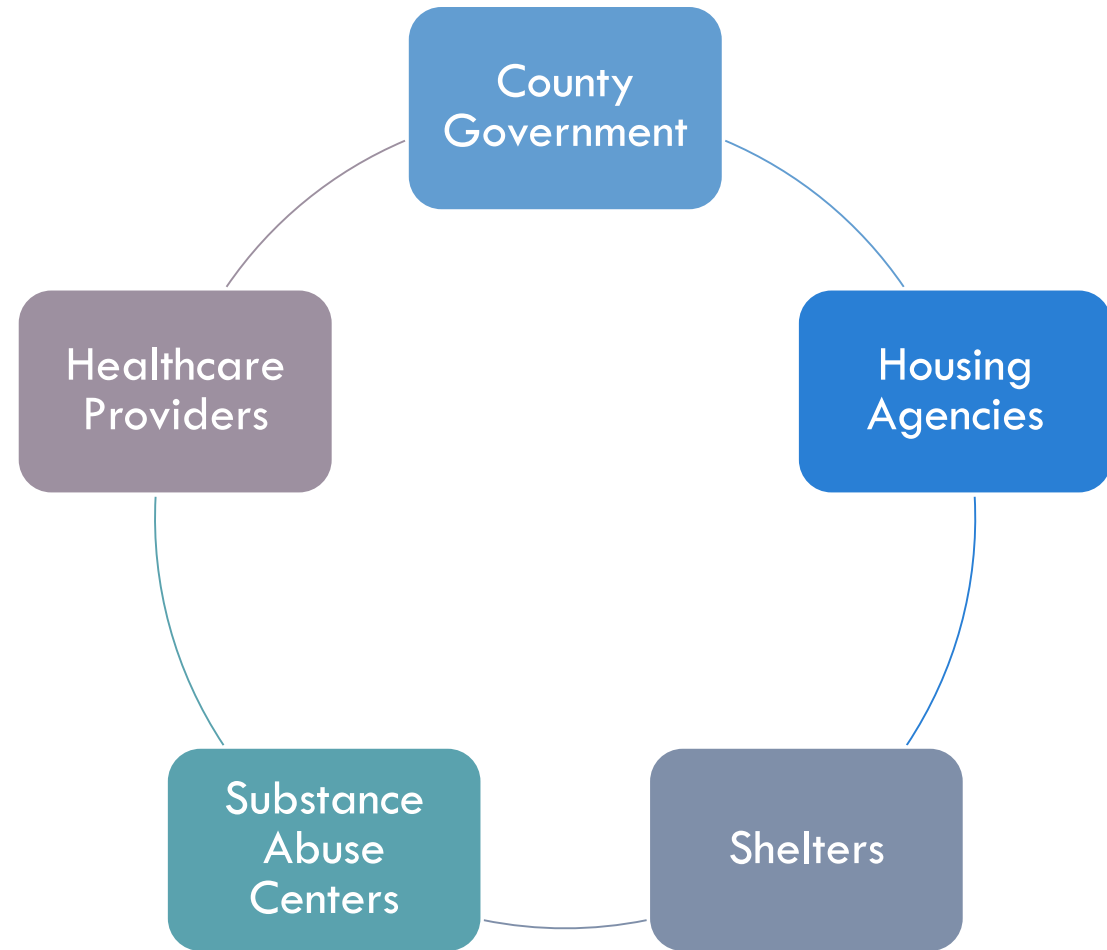 County
Government
Housing
Agencies
Shelters
Substance
Abuse
Centers
Healthcare
Providers